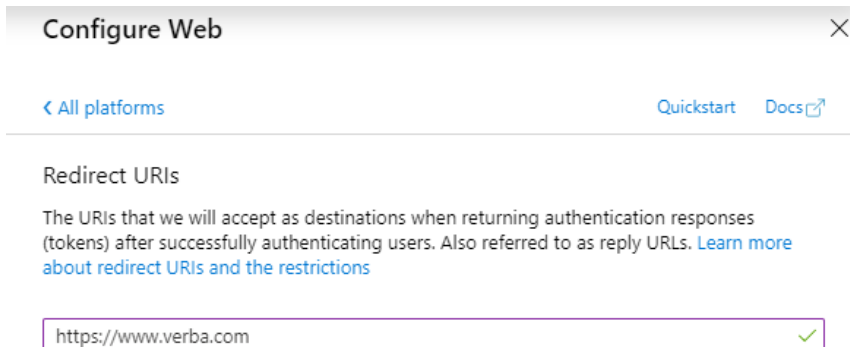 Configure Web
All platforms Quickstart Docs
Redirect URIs
The URIs that we will accept as destinations when returning authentication responses
(tokens) after successfully authenticating users. Also referred to as reply URLs. Learn more
about redirect URIs and the restrictions
https://www.verba.com